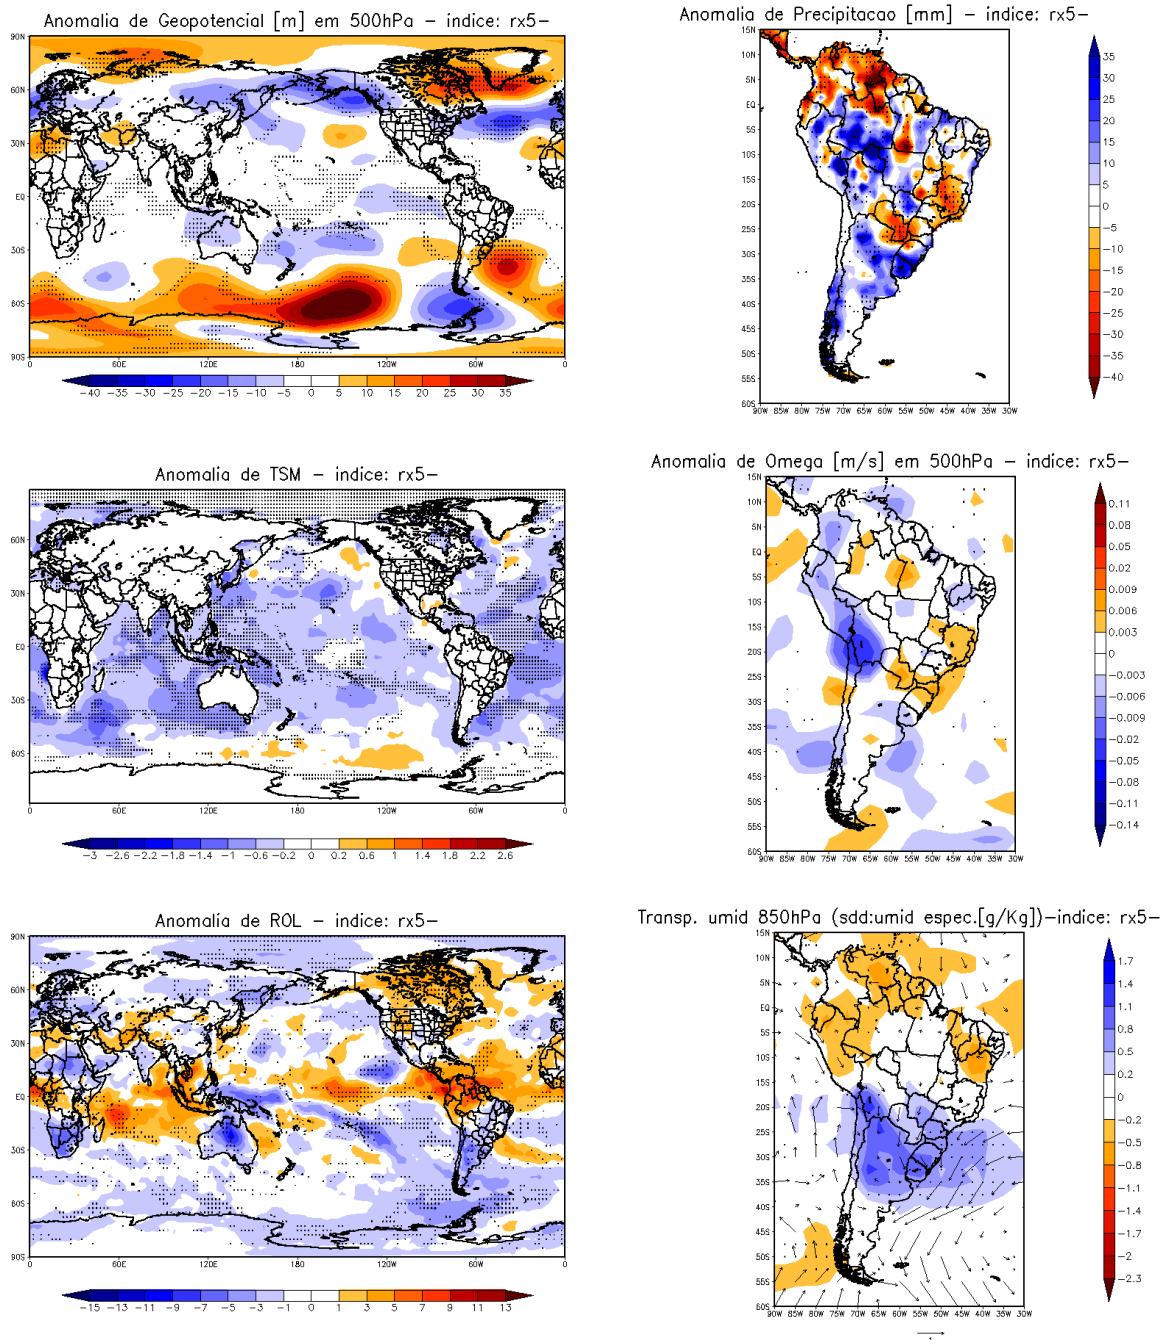 Anomalia de Geopotencial [m] em 500hPa – indice: rx5–
90N
60N
30N
EQ
30S
60S
90S
0 60E 120E 180 120W 60W 0
−40 −35 −30 −25 −20 −15 −10 −5 0 5 10 15 20 25 30 35
Anomalia de Precipitacao [mm] – indice: rx5–
15N
10N
5N
EQ
5S
10S
15S
20S
25S
30S
35S
40S
45S
50S
55S
60S
90W 85W 80W 75W 70W 65W 60W 55W 50W 45W 40W 35W 30W
35
30
25
20
15
10
5
0
−5
−10
−15
−20
−25
−30
−35
−40
Anomalia de TSM – indice: rx5–
60N
30N
EQ
30S
60S
0 60E 120E 180 120W 60W 0
−3 −2.6 −2.2 −1.8 −1.4 −1 −0.6 −0.2 0 0.2 0.6 1 1.4 1.8 2.2 2.6
Anomalia de Omega [m/s] em 500hPa – indice: rx5–
15N
10N
5N
EQ
5S
10S
15S
20S
25S
30S
35S
40S
45S
50S
55S
60S
90W 85W 80W 75W 70W 65W 60W 55W 50W 45W 40W 35W 30W
0.11
0.08
0.05
0.02
0.009
0.006
0.003
0
−0.003
−0.006
−0.009
−0.02
−0.05
−0.08
−0.11
−0.14
Anomalia de ROL – indice: rx5–
90N
60N
30N
EQ
30S
60S
90S
0 60E 120E 180 120W 60W 0
−15 −13 −11 −9 −7 −5 −3 −1 0 1 3 5 7 9 11 13
Transp. umid 850hPa (sdd:umid espec.[g/Kg])–indice: rx5–
15N
10N
5N
EQ
5S
10S
15S
20S
25S
30S
35S
40S
45S
50S
55S
60S
90W 85W 80W 75W 70W 65W 60W 55W 50W 45W 40W 35W 30W
1.7
1.4
1.1
0.8
0.5
0.2
0
−0.2
−0.5
−0.8
−1.1
−1.4
−1.7
−2
−2.3